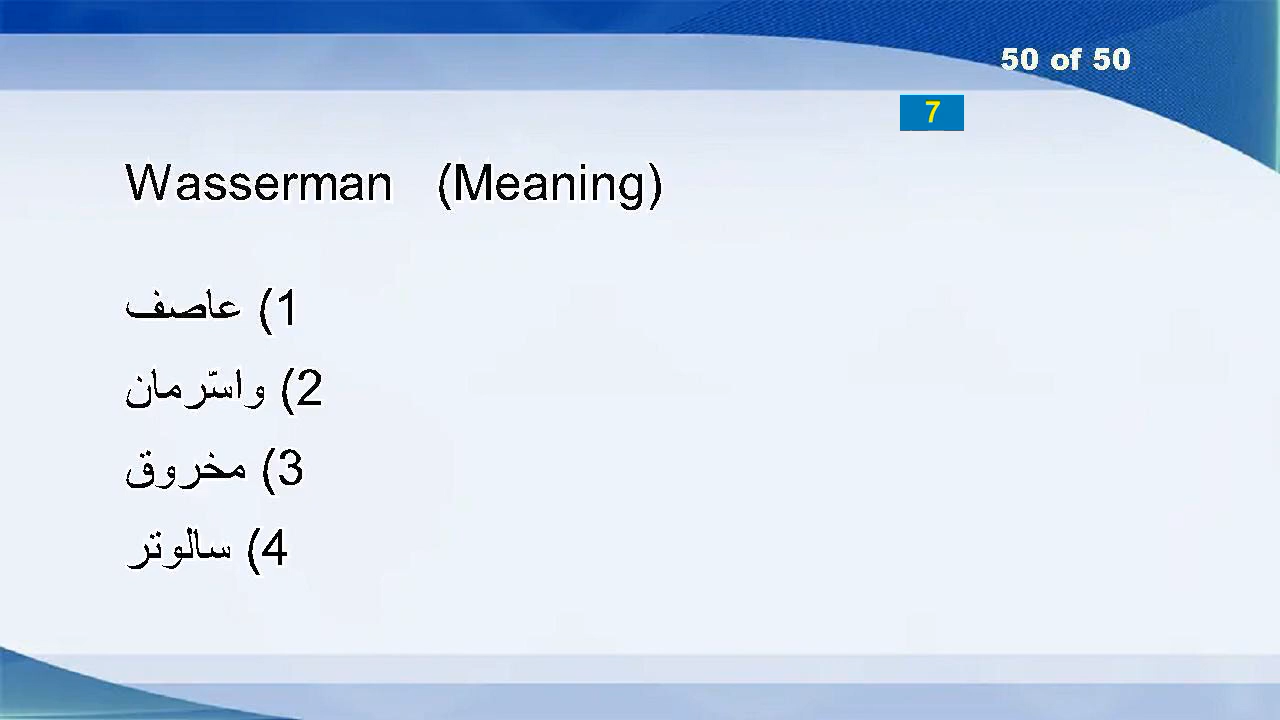 50 of 50
7
Wasserman (Meaning)
1) عاصف
2) واسّرمان
3) مخروق
4) سالوتر